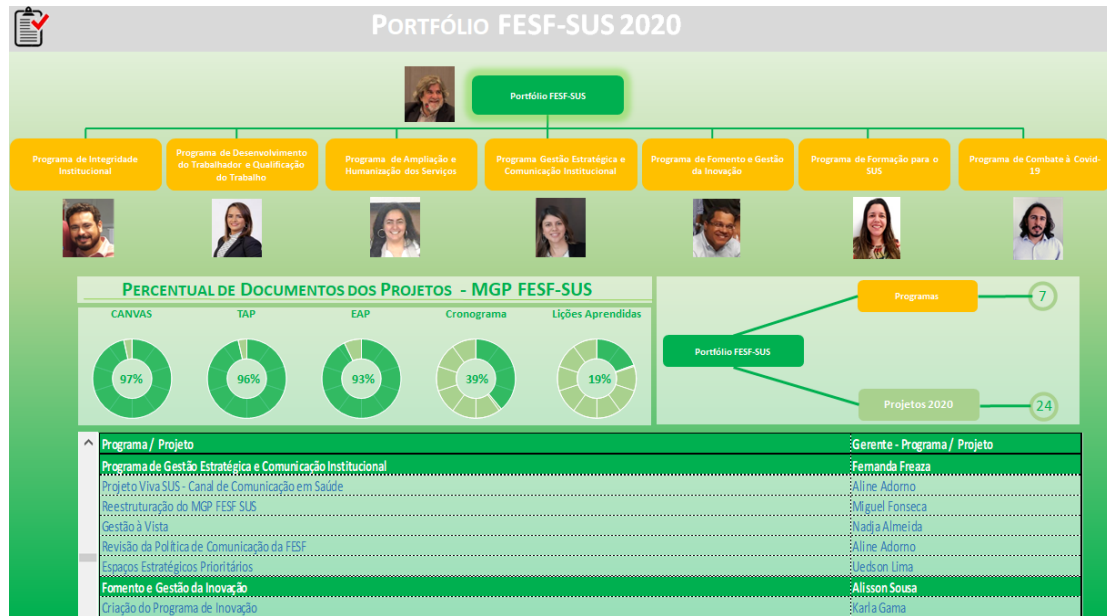 PORTFÓLIO FESF-SUS 2020
Portfólio FESF-SUS
Programa de Integridade
Institucional
Programa de Desenvolvimento
do Trabalhador e Qualificação
do Trabalho
Programa de Ampliação e
Humanização dos Serviços
Programa Gestão Estratégica e
Comunicação Institucional
Programa de Fomento e Gestão
da Inovação
Programa de Formação para o
SUS
Programa de Combate à Covid-
19
PERCENTUAL DE DOCUMENTOS DOS PROJETOS - MGP FESF-SUS
CANVAS TAP EAP Cronograma Lições Aprendidas
97% 96% 93% 39% 19%
Programas 7
Portfólio FESF-SUS
Projetos 2020 24
Programa / Projeto Gerente - Programa / Projeto
Programa de Gestão Estratégica e Comunicação Institucional Fernanda Freaza
Projeto Viva SUS - Canal de Comunicação em Saúde Aline Adorno
Reestruturação do MGP FESF SUS Miguel Fonseca
Gestão à Vista Nadja Almeida
Revisão da Política de Comunicação da FESF Aline Adorno
Espaços Estratégicos Prioritários Uedson Lima
Fomento e Gestão da Inovação Alisson Sousa
Criação do Programa de Inovação Karla Gama